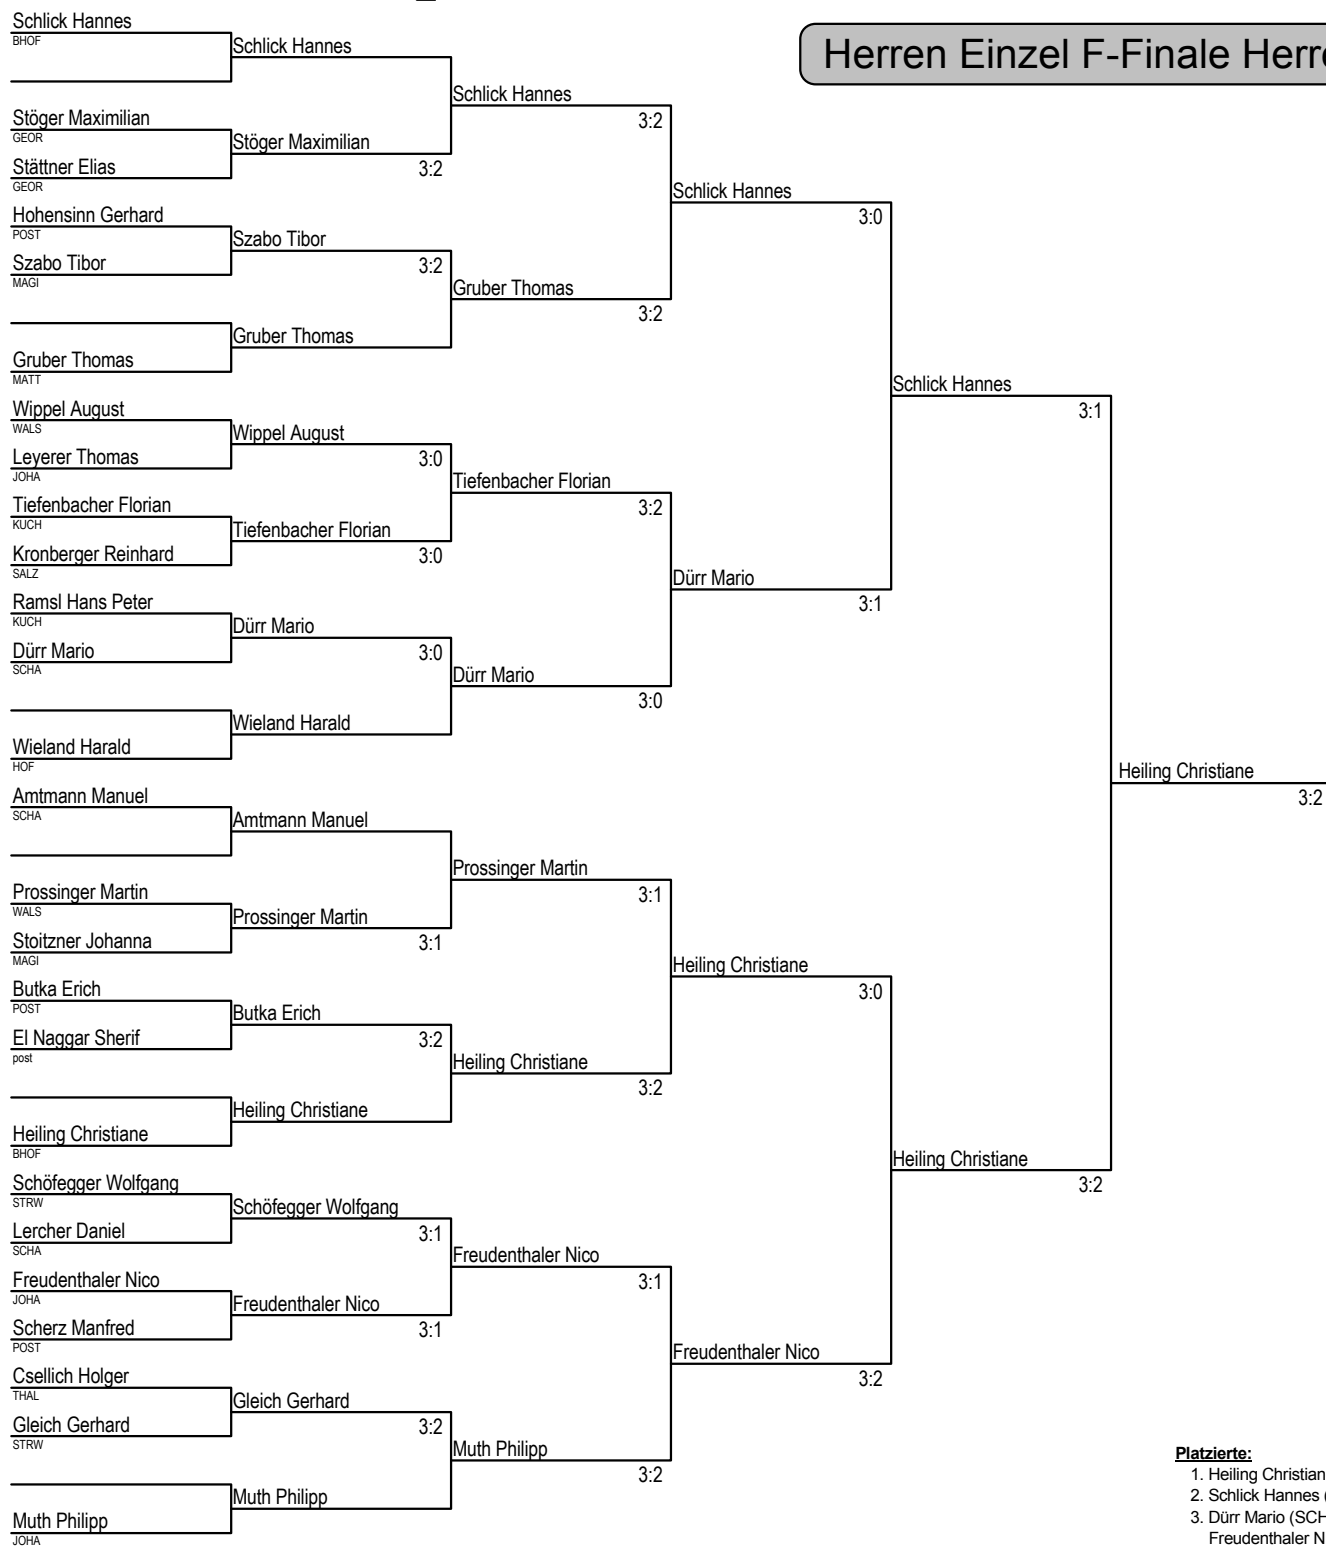 Herren Einzel F-Finale
Schlick Hannes
BHOF
Stöger Maximilian
GEOR
Stättner Elias
GEOR
Hohensinn Gerhard
POST
Szabo Tibor
MAGI
Gruber Thomas
MATT
Wippel August
WALS
Leyerer Thomas
JOHA
Tiefenbacher Florian
KUCH
Kronberger Reinhard
SALZ
Ramsl Hans Peter
KUCH
Dürr Mario
SCHA
Wieland Harald
HOF
Amtmann Manuel
SCHA
Prossinger Martin
WALS
Stoitzner Johanna
MAGI
Butka Erich
POST
El Naggar Sherif
post
Heiling Christiane
BHOF
Schöfegger Wolfgang
STRW
Lercher Daniel
SCHA
Freudenthaler Nico
JOHA
Scherz Manfred
POST
Csellich Holger
THAL
Gleich Gerhard
STRW
Muth Philipp
JOHA
Schlick Hannes
Stöger Maximilian
3:2
Szabo Tibor
3:2
Gruber Thomas
Wippel August
3:0
Tiefenbacher Florian
3:0
Dürr Mario
3:0
Wieland Harald
Amtmann Manuel
Prossinger Martin
3:1
Butka Erich
3:2
Heiling Christiane
Schöfegger Wolfgang
3:1
Freudenthaler Nico
3:1
Gleich Gerhard
3:2
Muth Philipp
Schlick Hannes
3:2
Gruber Thomas
3:2
Tiefenbacher Florian
3:2
Dürr Mario
3:0
Prossinger Martin
3:1
Heiling Christiane
3:2
Freudenthaler Nico
3:1
Muth Philipp
3:2
Schlick Hannes
3:0
Dürr Mario
3:1
Heiling Christiane
3:0
Freudenthaler Nico
3:2
Schlick Hannes
3:1
Heiling Christiane
3:2
Heiling Christiane
3:2
Platzierte:
1. Heiling Christian
2. Schlick Hannes (
3. Dürr Mario (SCH
Freudenthaler N